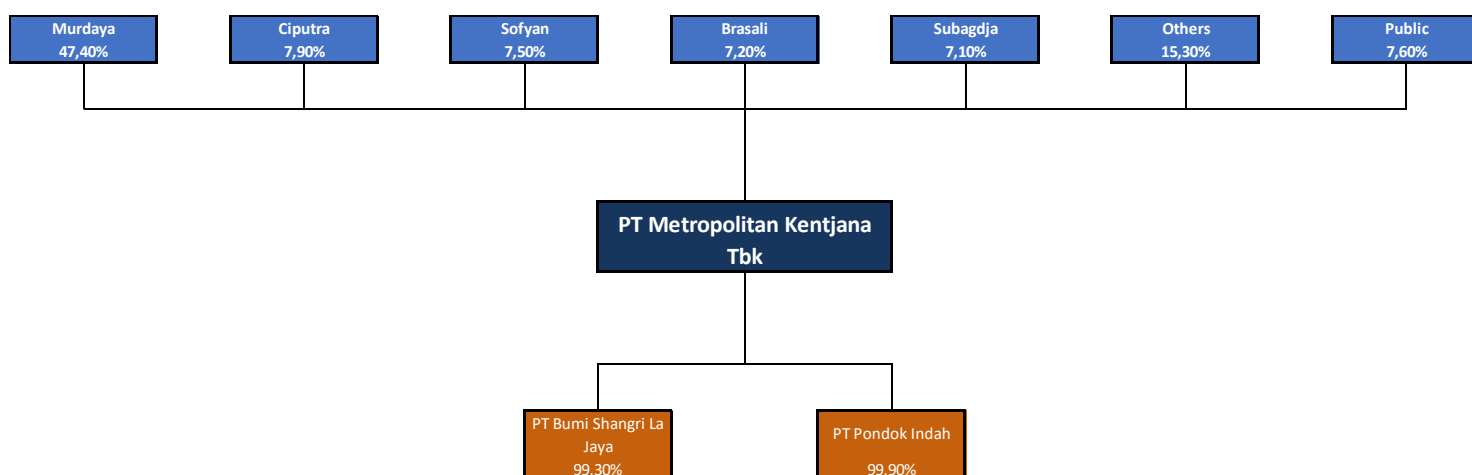 Murdaya
47,40%
Ciputra
7,90%
Sofyan
7,50%
Brasali
7,20%
Subagdja
7,10%
Others
15,30%
Public
7,60%
PT Metropolitan Kentjana
Tbk
PT Bumi Shangri La
Jaya
99.30%
PT Pondok Indah
99.90%